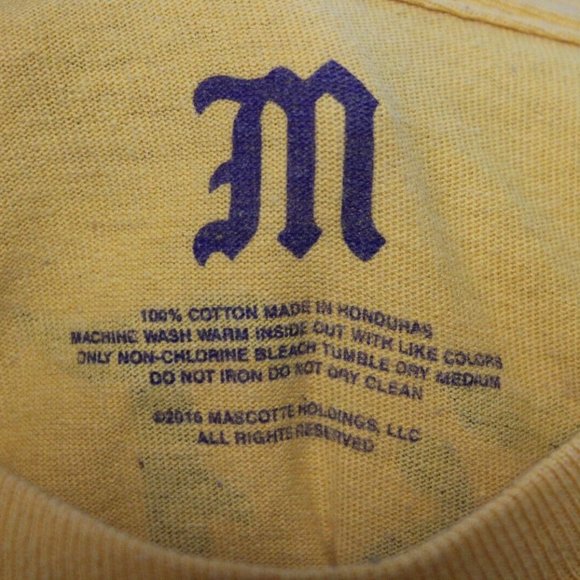 M
100% COTTON MADE IN HONDURAS
MACHINE WASH WARM INSIDE OUT WITH LIKE COLORS
ONLY NON-CHLORINE BLEACH TUMBLE DRY MEDIUM
DO NOT IRON DO NOT DRY CLEAN
©2016 MASCOTTE HOLDINGS, LLC
ALL RIGHTS RESERVED